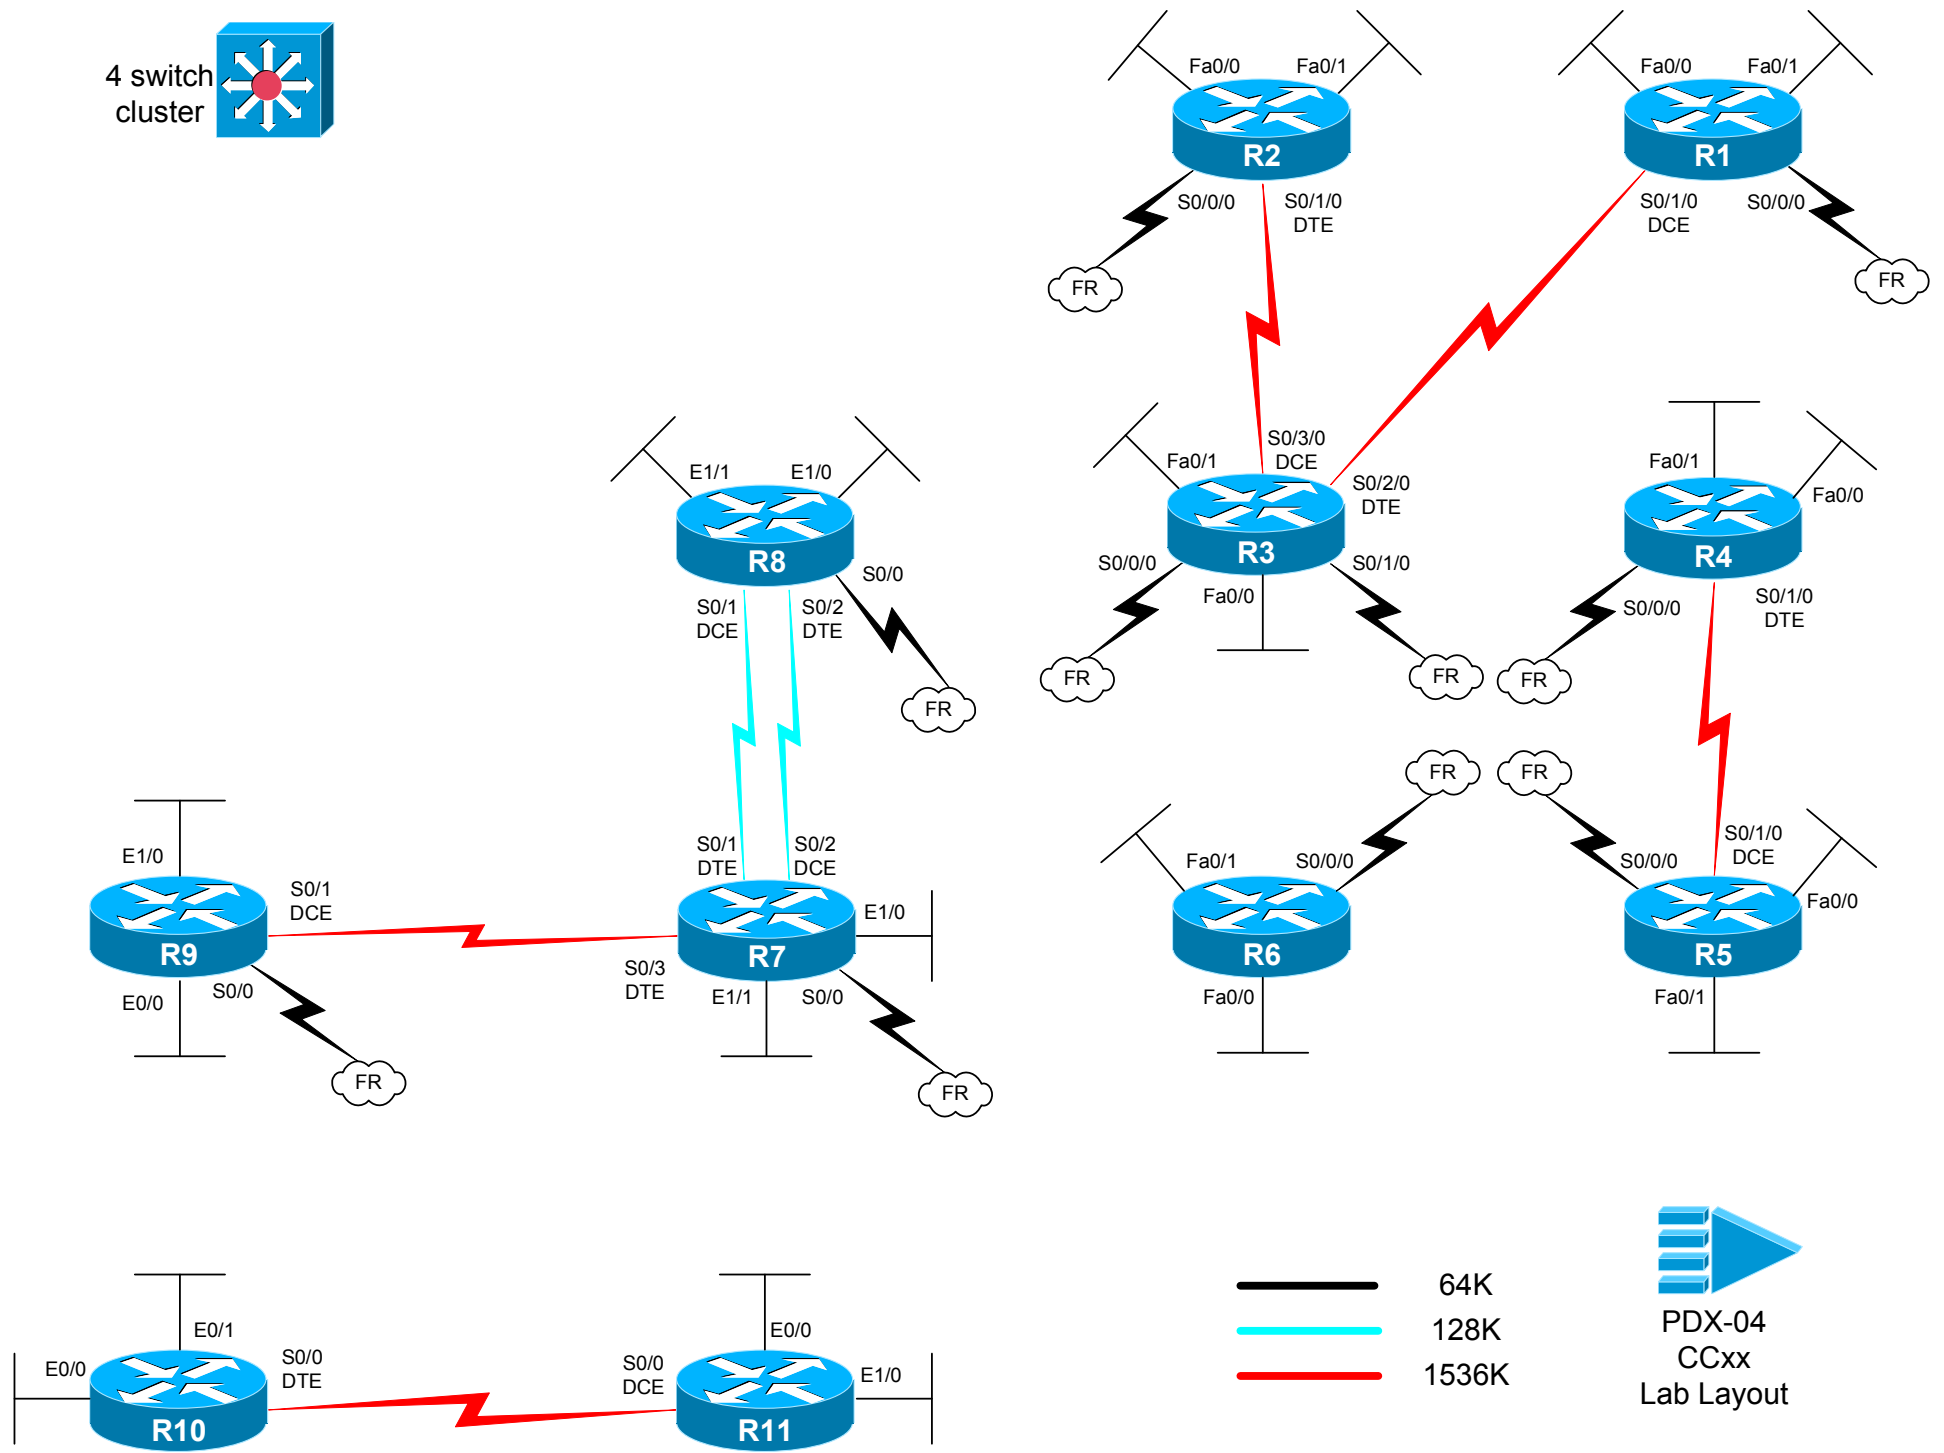 4 switch
cluster
Fa0/0
Fa0/1
R2
S0/0/0
S0/1/0
DTE
FR
Fa0/0
Fa0/1
R1
S0/1/0
DCE
S0/0/0
FR
E1/1
E1/0
R8
S0/0
S0/1
DCE
S0/2
DTE
FR
S0/3/0
DCE
Fa0/1
S0/2/0
DTE
R3
S0/0/0
S0/1/0
Fa0/0
FR
FR
Fa0/1
Fa0/0
R4
S0/0/0
S0/1/0
DTE
FR
E1/0
S0/1
DCE
R9
E0/0
S0/0
FR
S0/1
DTE
S0/2
DCE
E1/0
R7
S0/3
DTE
E1/1
S0/0
FR
FR
Fa0/1
S0/0/0
R6
Fa0/0
FR
S0/1/0
DCE
S0/0/0
Fa0/0
R5
Fa0/1
E0/1
E0/0
S0/0
DTE
R10
E0/0
S0/0
DCE
E1/0
R11
64K
128K
1536K
PDX-04
CCxx
Lab Layout